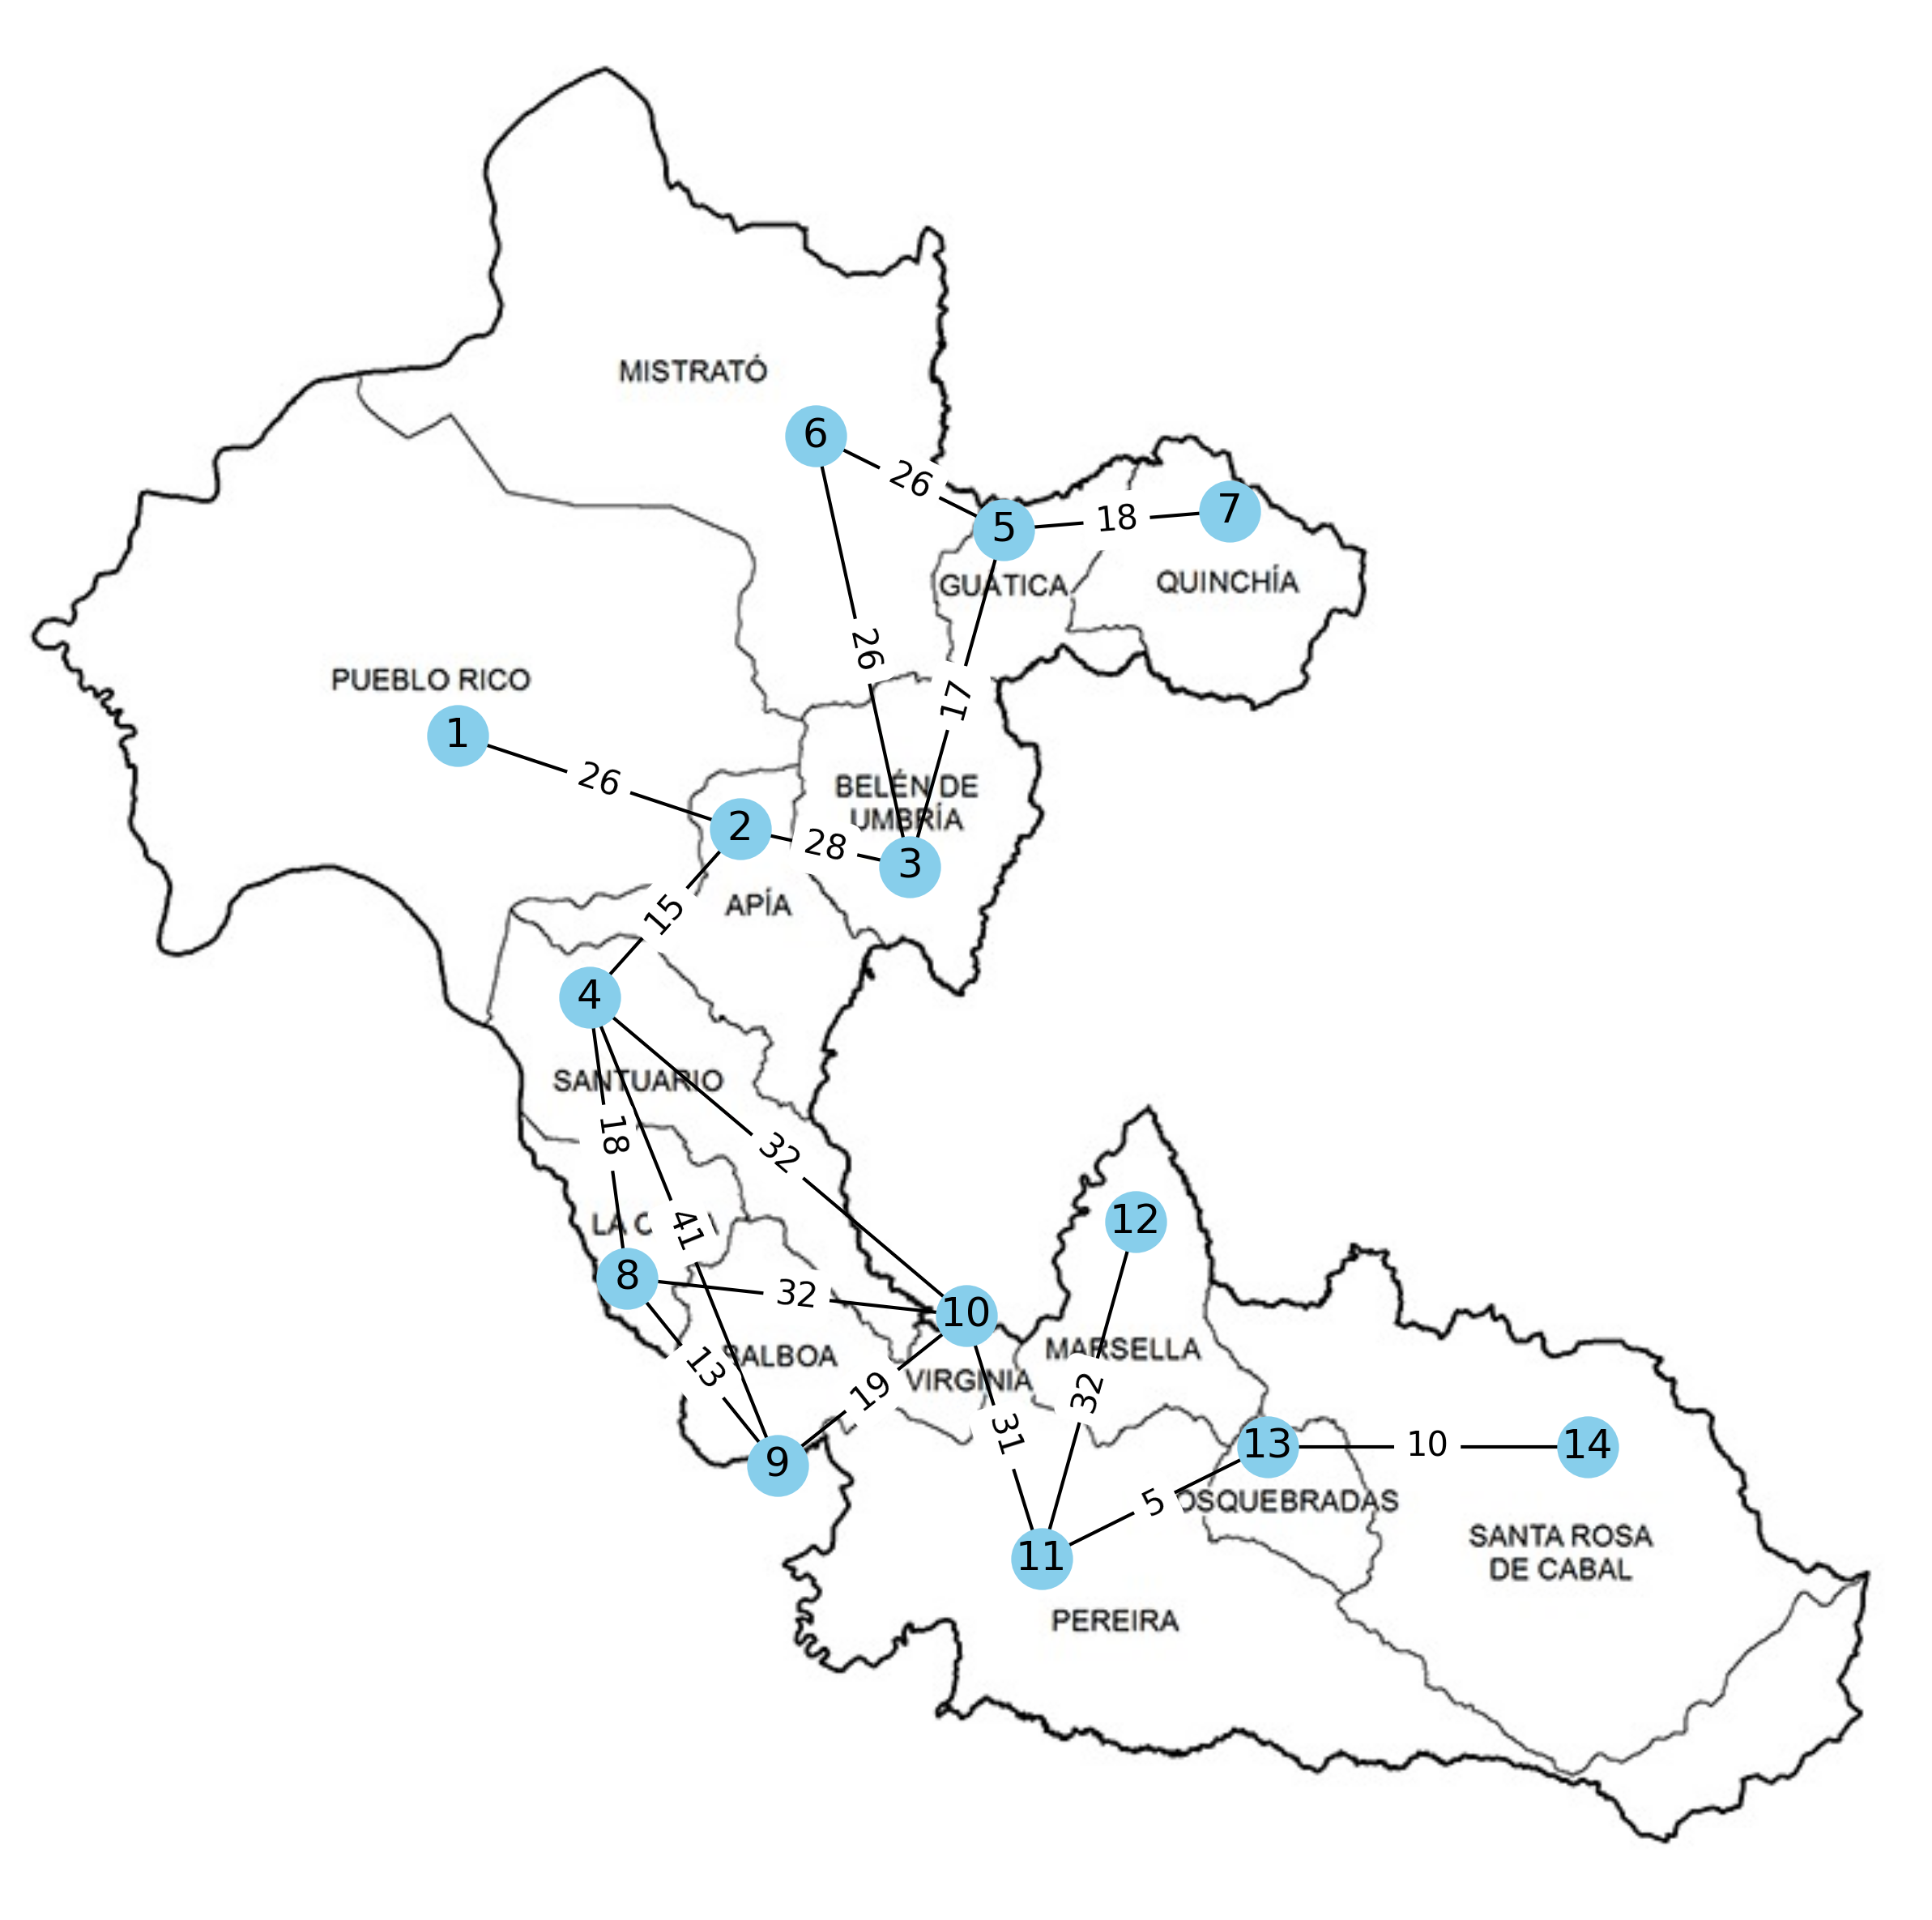 MISTRATÓ
6
26
5
18
7
GUÁTICA
QUINCHÍA
26
17
PUEBLO RICO
1
26
BELÉN DE
UMBRÍA
2
28
3
15
APÍA
4
SANTUARIO
18
32
41
12
LA C
8
32
10
MARSELLA
BALBOA
13
19
VIRGINIA
32
31
9
13
10
14
5
OSQUEBRADAS
11
SANTA ROSA
DE CABAL
PEREIRA